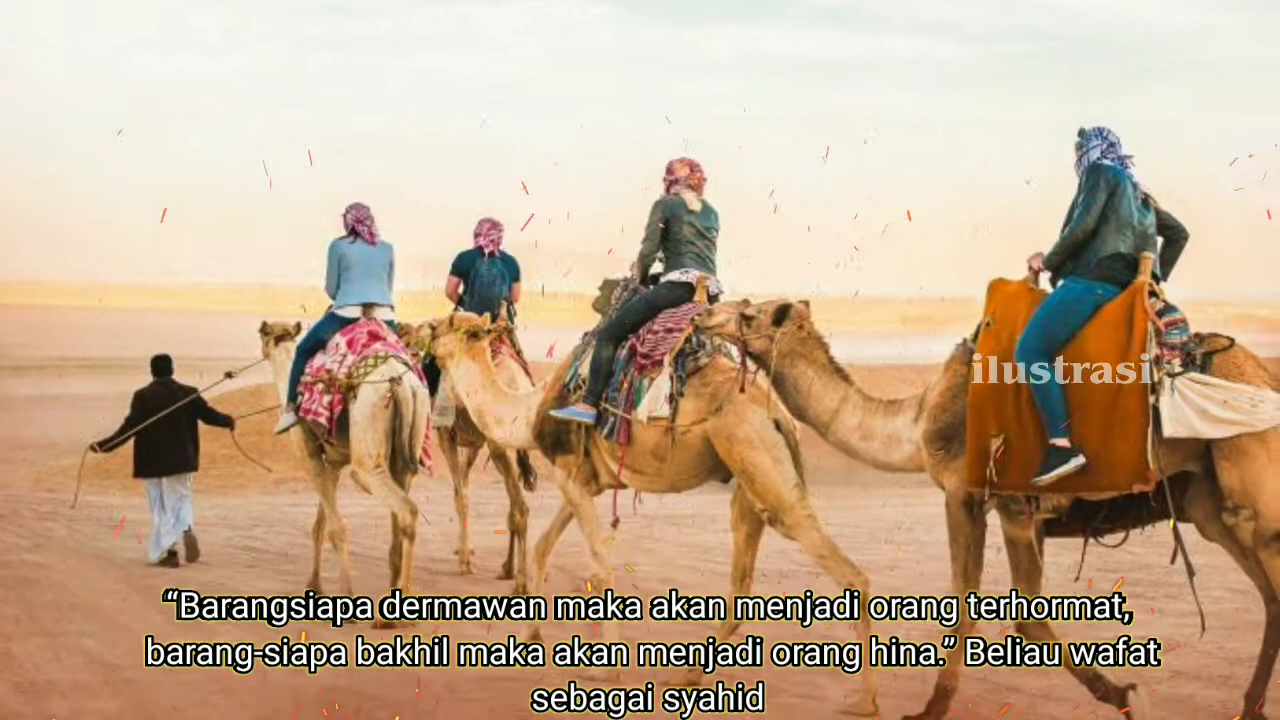 ilustrasi
“Barangsiapa dermawan maka akan menjadi orang terhormat,
barang-siapa bakhil maka akan menjadi orang hina.” Beliau wafat
sebagai syahid